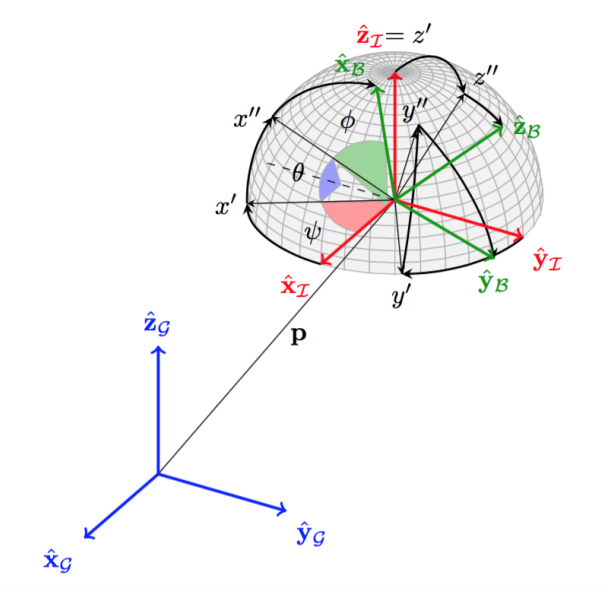 ẑ_ℐ = z′
x̂_ℬ
z″
x″
y″
ϕ
ẑ_ℬ
θ
x′
ψ
ŷ_ℐ
x̂_ℐ
ŷ_ℬ
y′
ẑ_𝒢
p
ŷ_𝒢
x̂_𝒢